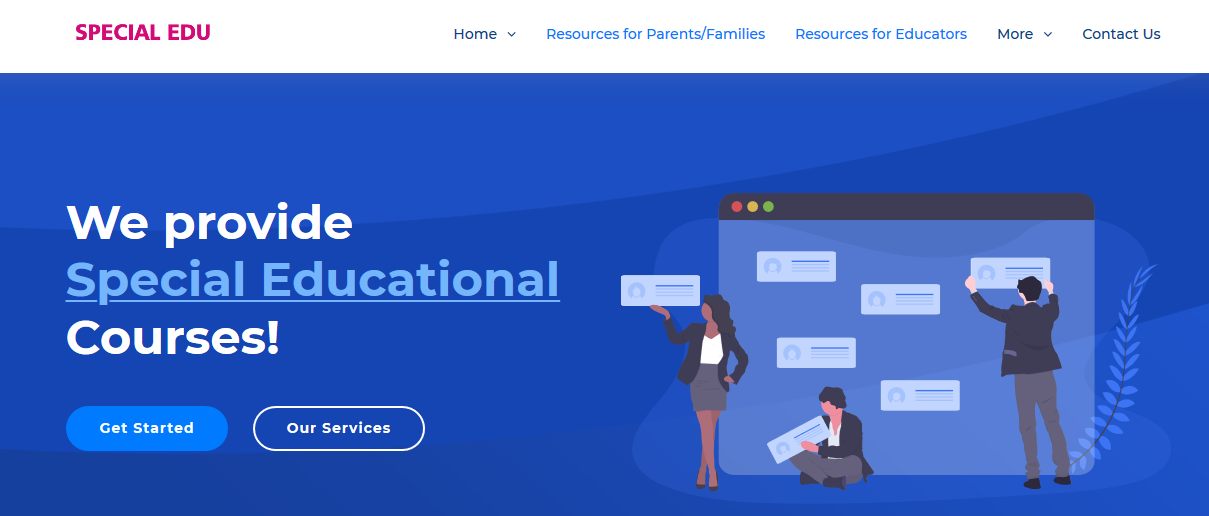 SPECIAL EDU
Home Resources for Parents/Families Resources for Educators More Contact Us
We provide
Special Educational
Courses!
Get Started Our Services